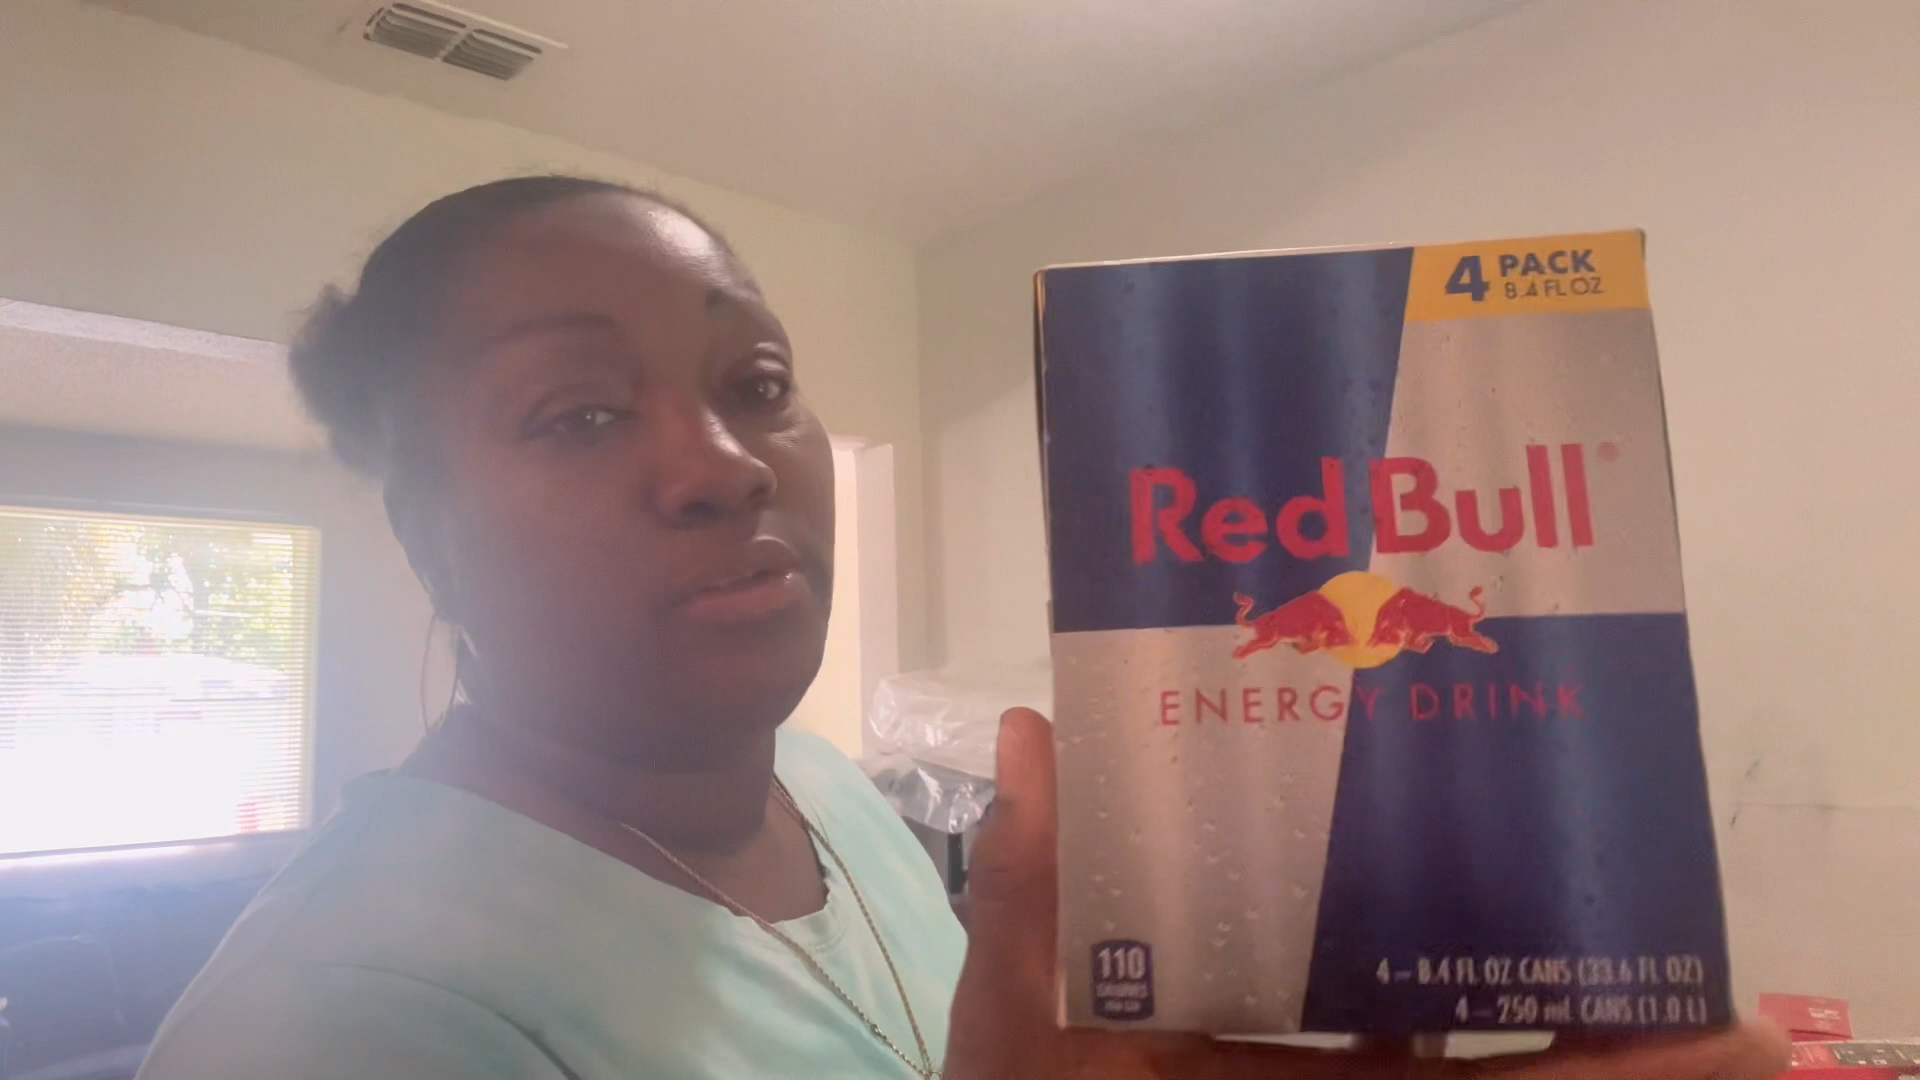 4 PACK
8.4 FL OZ
Red Bull
ENERGY DRINK
110
CALORIES
4 – 8.4 FL OZ CANS (33.6 FL OZ)
4 – 250 mL CANS (1.0 L)